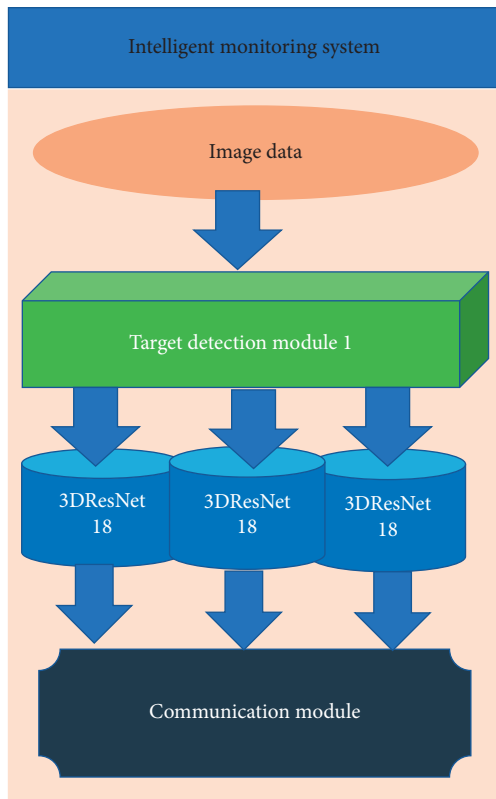 Intelligent monitoring system
Image data
Target detection module 1
3DResNet
18
3DResNet
18
3DResNet
18
Communication module